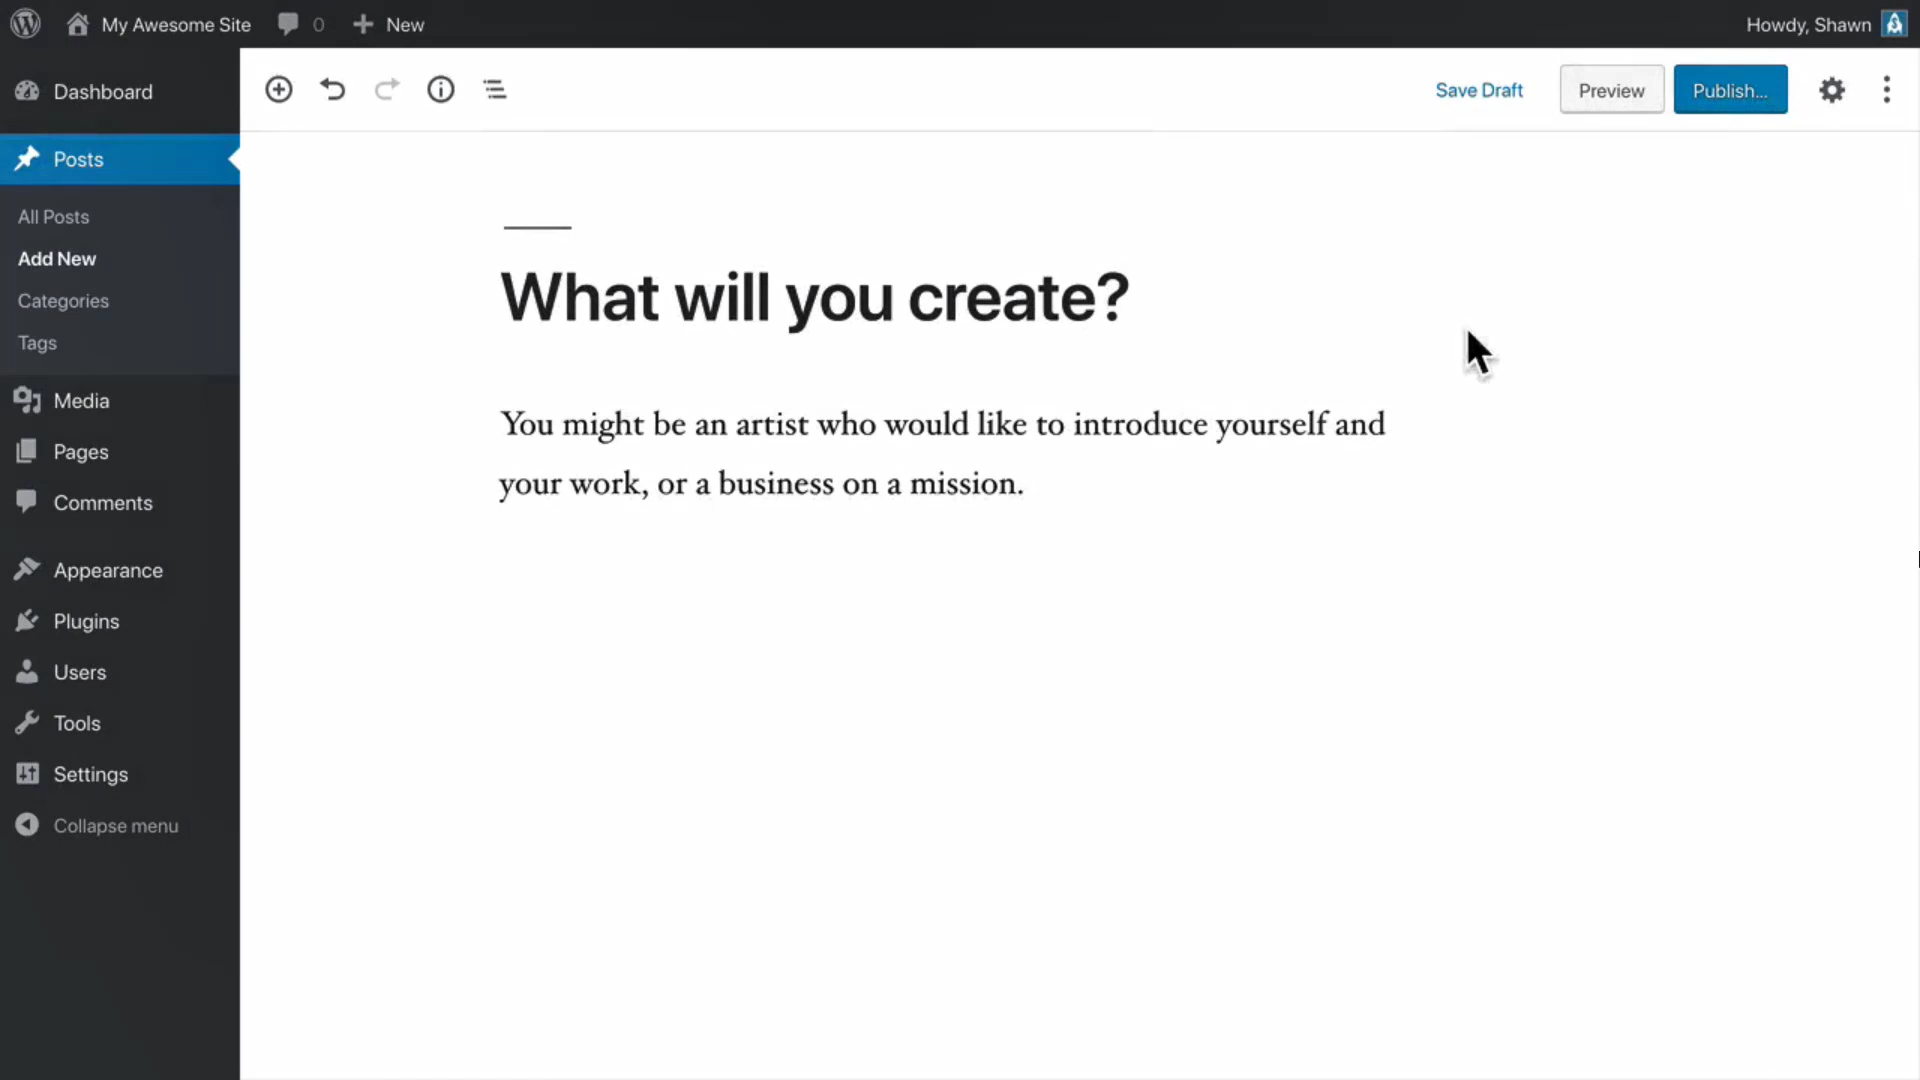 My Awesome Site
0
New
Howdy, Shawn
Dashboard
Posts
All Posts
Add New
Categories
Tags
Media
Pages
Comments
Appearance
Plugins
Users
Tools
Settings
Collapse menu
Save Draft
Preview
Publish...
What will you create?
You might be an artist who would like to introduce yourself and
your work, or a business on a mission.